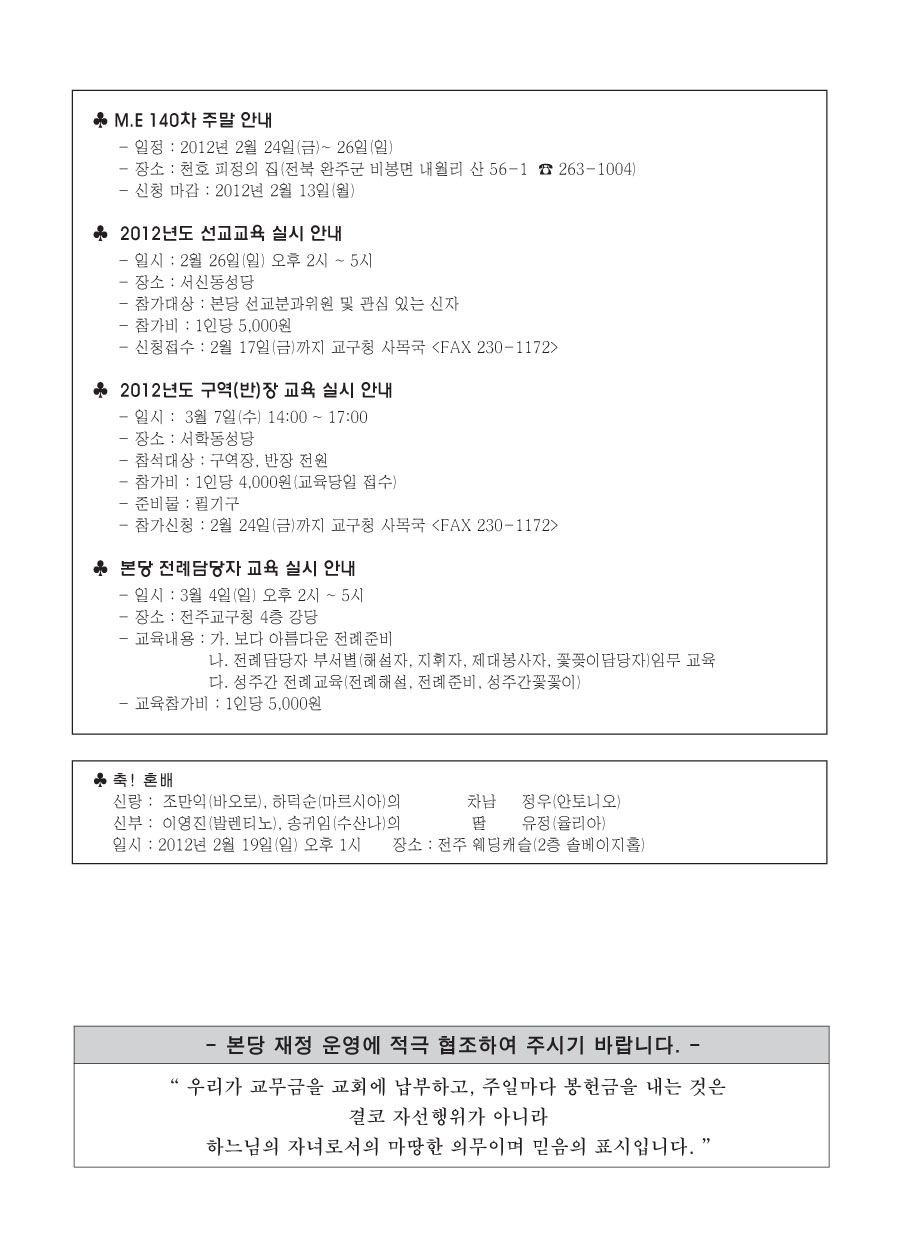 ♣ M.E 140차 주말 안내
- 일정 : 2012년 2월 24일(금)~ 26일(일)
- 장소 : 천호 피정의 집(전북 완주군 비봉면 내월리 산 56-1 ☎ 263-1004)
- 신청 마감 : 2012년 2월 13일(월)
♣ 2012년도 선교교육 실시 안내
- 일시 : 2월 26일(일) 오후 2시 ~ 5시
- 장소 : 서신동성당
- 참가대상 : 본당 선교분과위원 및 관심 있는 신자
- 참가비 : 1인당 5,000원
- 신청접수 : 2월 17일(금)까지 교구청 사목국 <FAX 230-1172>
♣ 2012년도 구역(반)장 교육 실시 안내
- 일시 : 3월 7일(수) 14:00 ~ 17:00
- 장소 : 서학동성당
- 참석대상 : 구역장, 반장 전원
- 참가비 : 1인당 4,000원(교육당일 접수)
- 준비물 : 필기구
- 참가신청 : 2월 24일(금)까지 교구청 사목국 <FAX 230-1172>
♣ 본당 전례담당자 교육 실시 안내
- 일시 : 3월 4일(일) 오후 2시 ~ 5시
- 장소 : 전주교구청 4층 강당
- 교육내용 : 가. 보다 아름다운 전례준비
나. 전례담당자 부서별(해설자, 지휘자, 제대봉사자, 꽃꽂이담당자)임무 교육
다. 성주간 전례교육(전례해설, 전례준비, 성주간꽃꽂이)
- 교육참가비 : 1인당 5,000원
♣ 축! 혼배
신랑 : 조만익(바오로), 하덕순(마르시아)의 차남 정우(안토니오)
신부 : 이영진(발렌티노), 송귀임(수산나)의 딸 유정(율리아)
일시 : 2012년 2월 19일(일) 오후 1시 장소 : 전주 웨딩캐슬(2층 솔베이지홀)
- 본당 재정 운영에 적극 협조하여 주시기 바랍니다. -
“ 우리가 교무금을 교회에 납부하고, 주일마다 봉헌금을 내는 것은
결코 자선행위가 아니라
하느님의 자녀로서의 마땅한 의무이며 믿음의 표시입니다. ”